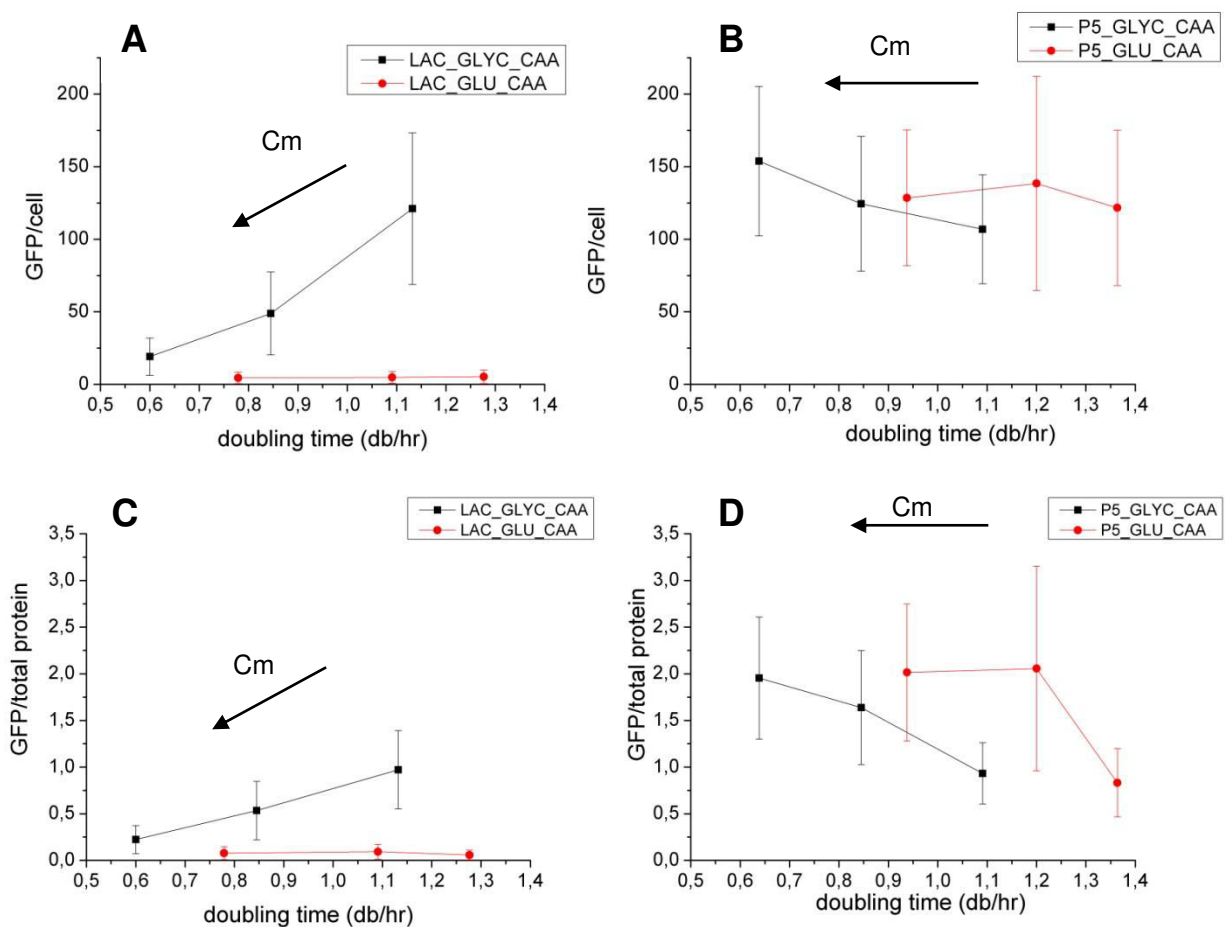 A
LAC_GLYC_CAA
LAC_GLU_CAA
Cm
GFP/cell
200
150
100
50
0
0,5 0,6 0,7 0,8 0,9 1,0 1,1 1,2 1,3 1,4
doubling time (db/hr)
B
P5_GLYC_CAA
P5_GLU_CAA
Cm
GFP/cell
200
150
100
50
0
0,5 0,6 0,7 0,8 0,9 1,0 1,1 1,2 1,3 1,4
doubling time (db/hr)
C
LAC_GLYC_CAA
LAC_GLU_CAA
Cm
GFP/total protein
3,5
3,0
2,5
2,0
1,5
1,0
0,5
0,0
0,5 0,6 0,7 0,8 0,9 1,0 1,1 1,2 1,3 1,4
doubling time (db/hr)
D
P5_GLYC_CAA
P5_GLU_CAA
Cm
GFP/total protein
3,5
3,0
2,5
2,0
1,5
1,0
0,5
0,0
0,5 0,6 0,7 0,8 0,9 1,0 1,1 1,2 1,3 1,4
doubling time (db/hr)